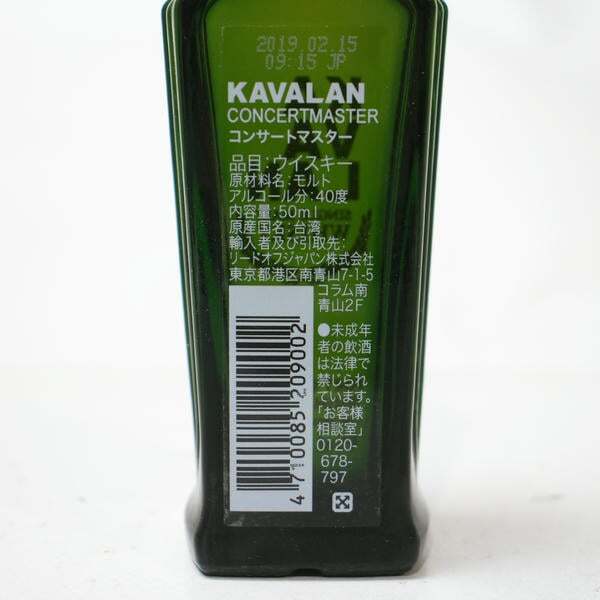 2019.02.15
09:15 JP
KAVALAN
CONCERTMASTER
コンサートマスター
品目:ウイスキー
原材料名:モルト
アルコール分:40度
内容量:50ml
原産国名:台湾
輸入者及び引取先:
リードオフジャパン株式会社
東京都港区南青山7-1-5
コラム南
青山2F
●未成年
者の飲酒
は法律で
禁じられ
ています。
「お客様
相談室」
0120-
678-
797
4710085209002